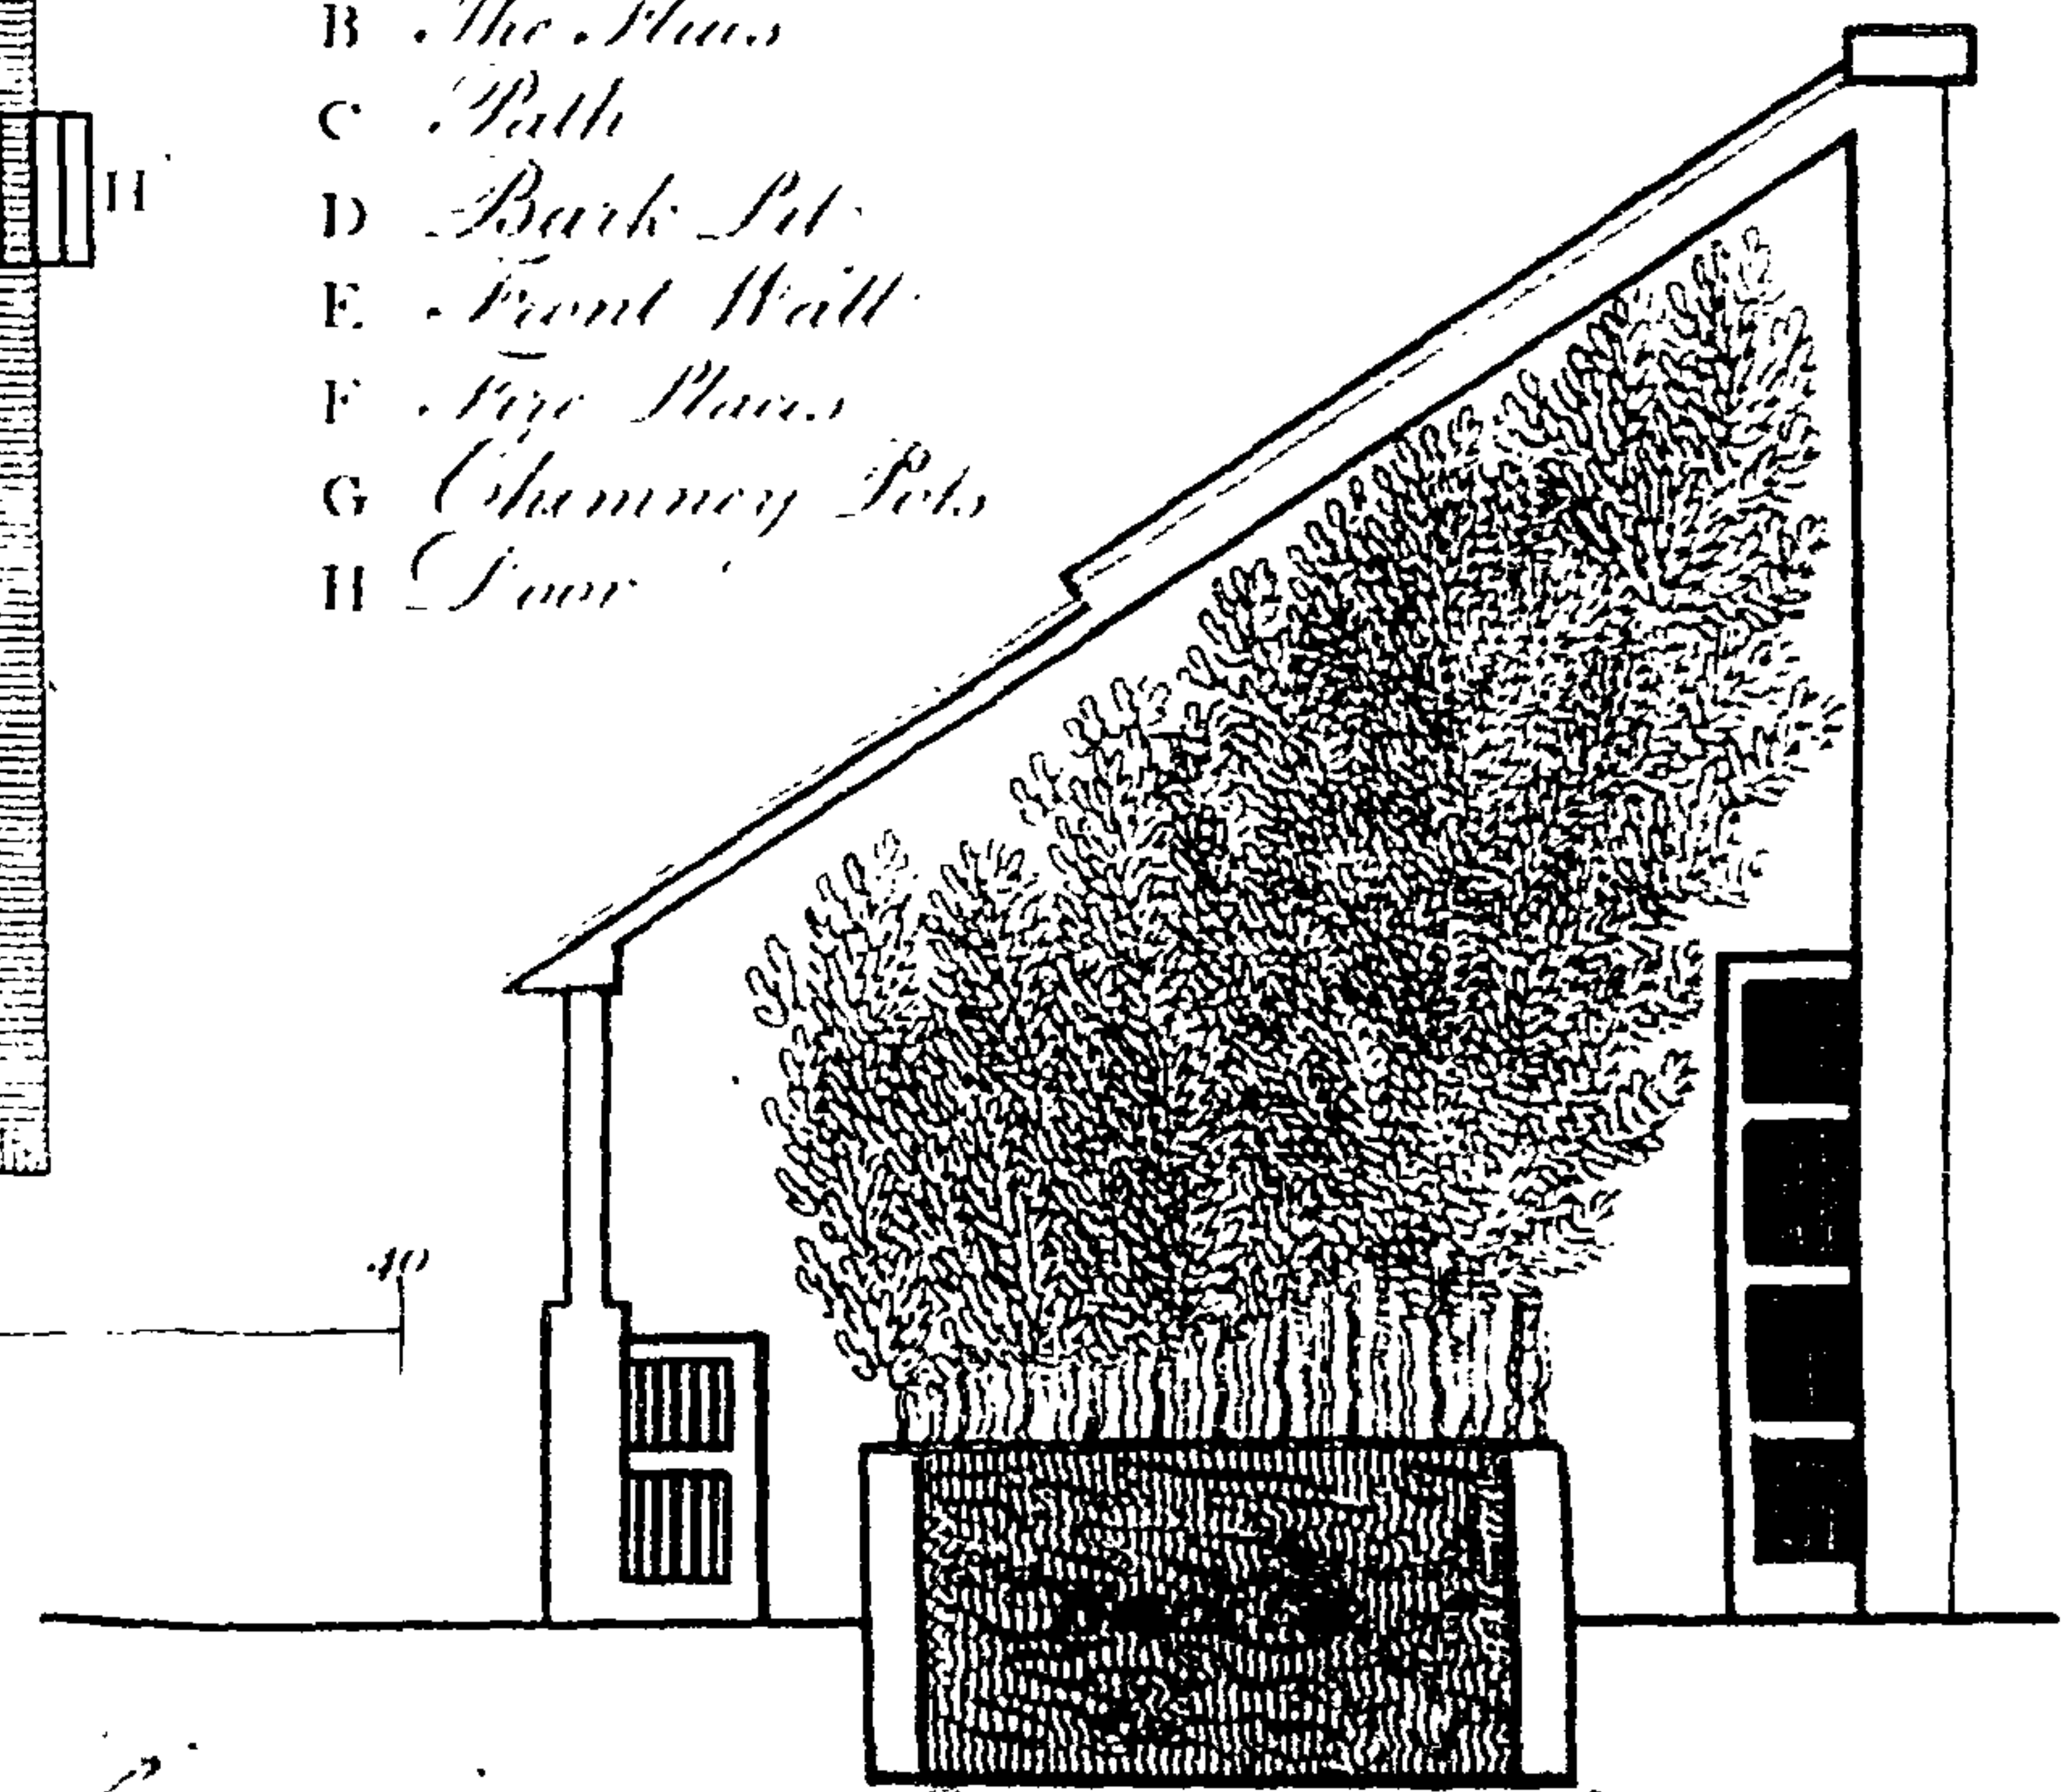 B The Flues
C Path
D Bark Pit
E Front Wall
F Fire Places
G Chimney Pots
H Door
H
40